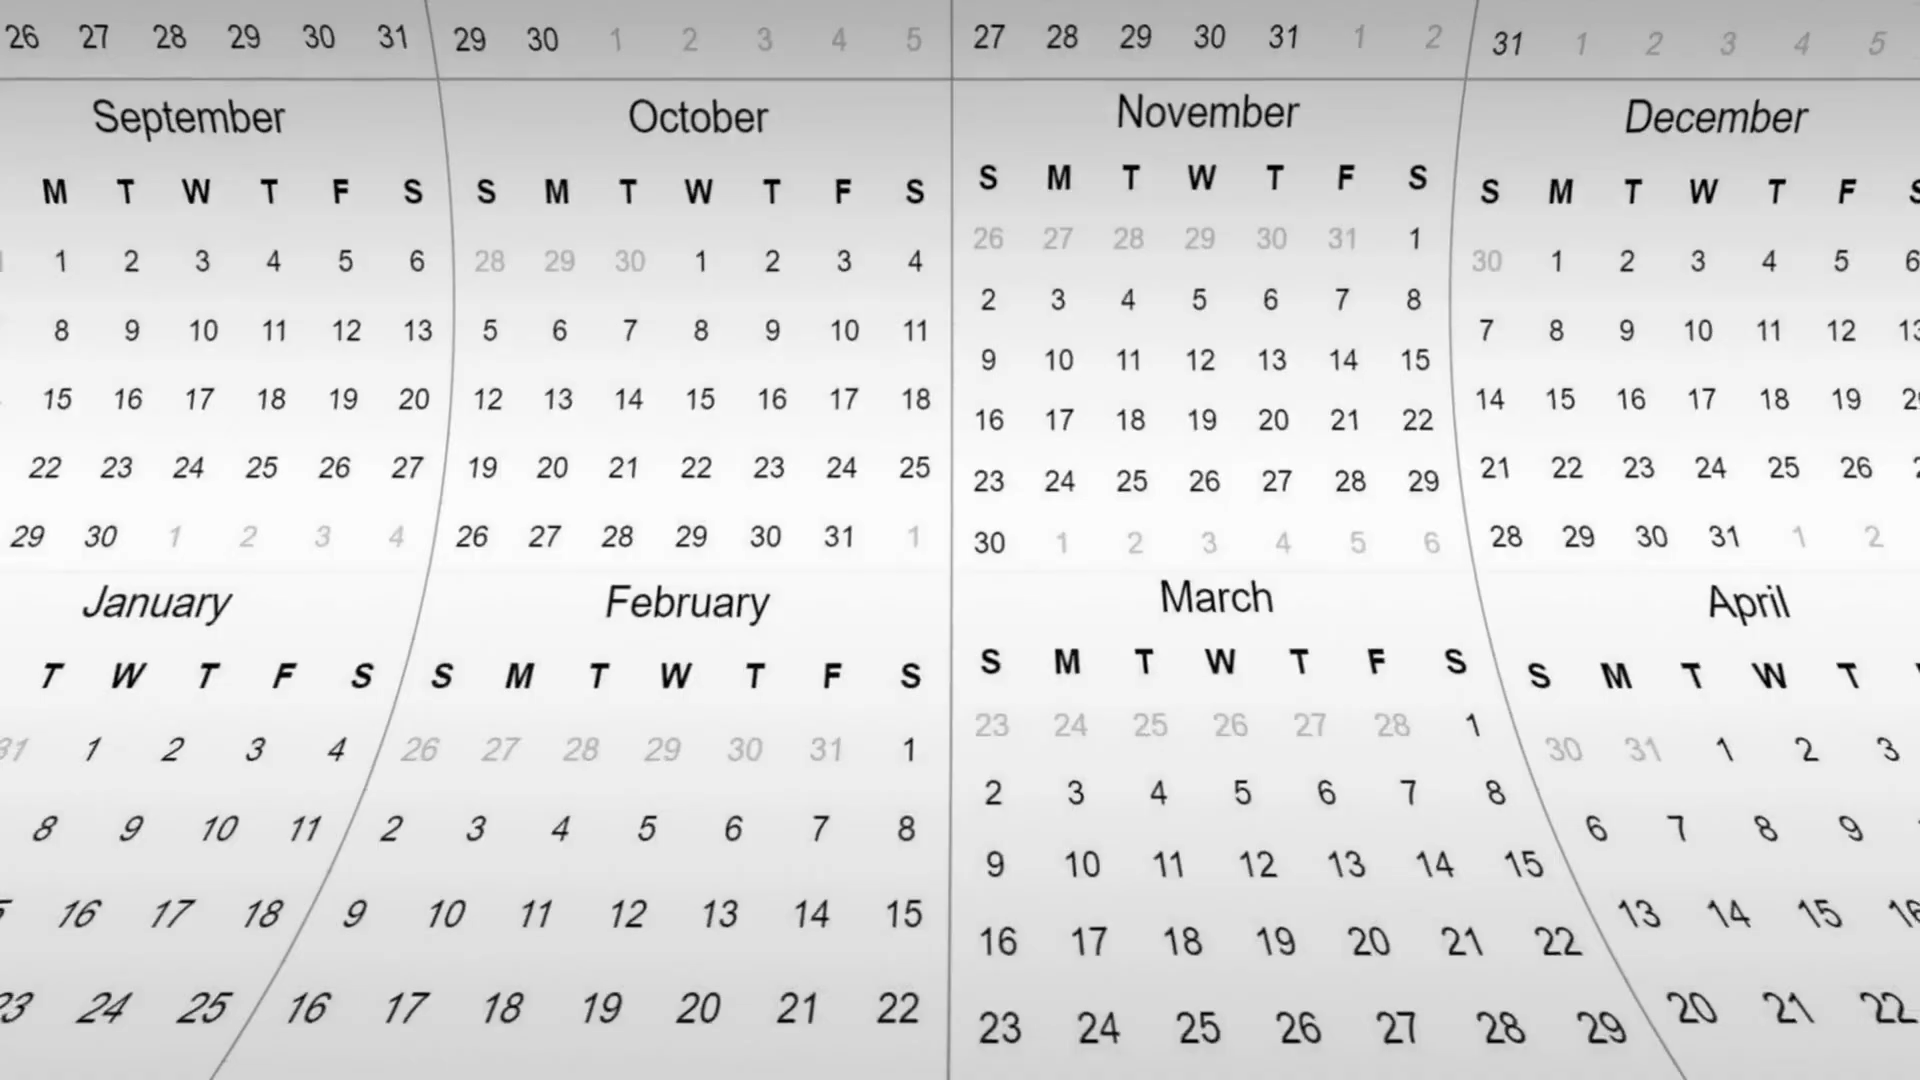 26 27 28 29 30 31
29 30 1 2 3 4 5
27 28 29 30 31 1 2
31 1 2 3 4 5
September
M T W T F S
1 2 3 4 5 6
8 9 10 11 12 13
15 16 17 18 19 20
22 23 24 25 26 27
29 30 1 2 3 4
October
S M T W T F S
28 29 30 1 2 3 4
5 6 7 8 9 10 11
12 13 14 15 16 17 18
19 20 21 22 23 24 25
26 27 28 29 30 31 1
November
S M T W T F S
26 27 28 29 30 31 1
2 3 4 5 6 7 8
9 10 11 12 13 14 15
16 17 18 19 20 21 22
23 24 25 26 27 28 29
30 1 2 3 4 5 6
December
S M T W T F S
30 1 2 3 4 5 6
7 8 9 10 11 12 13
14 15 16 17 18 19
21 22 23 24 25 26
28 29 30 31 1 2
January
T W T F S
31 1 2 3 4
8 9 10 11
16 17 18
23 24 25
February
S M T W T F S
26 27 28 29 30 31 1
2 3 4 5 6 7 8
9 10 11 12 13 14 15
16 17 18 19 20 21 22
March
S M T W T F S
23 24 25 26 27 28 1
2 3 4 5 6 7 8
9 10 11 12 13 14 15
16 17 18 19 20 21 22
23 24 25 26 27 28 29
April
S M T W T
30 31 1 2 3
6 7 8 9
13 14 15 16
20 21 22